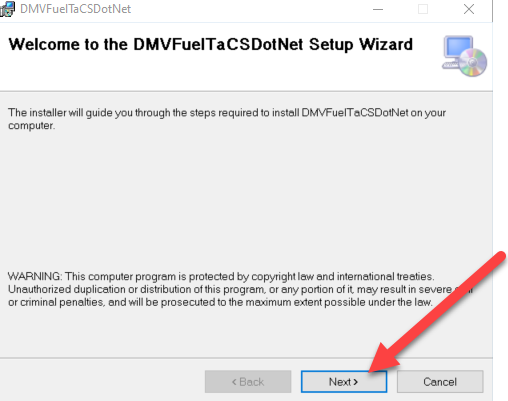 DMVFuelTaCSDotNet
Welcome to the DMVFuelTaCSDotNet Setup Wizard
The installer will guide you through the steps required to install DMVFuelTaCSDotNet on your
computer.
WARNING: This computer program is protected by copyright law and international treaties.
Unauthorized duplication or distribution of this program, or any portion of it, may result in severe
or criminal penalties, and will be prosecuted to the maximum extent possible under the law.
< Back
Next >
Cancel